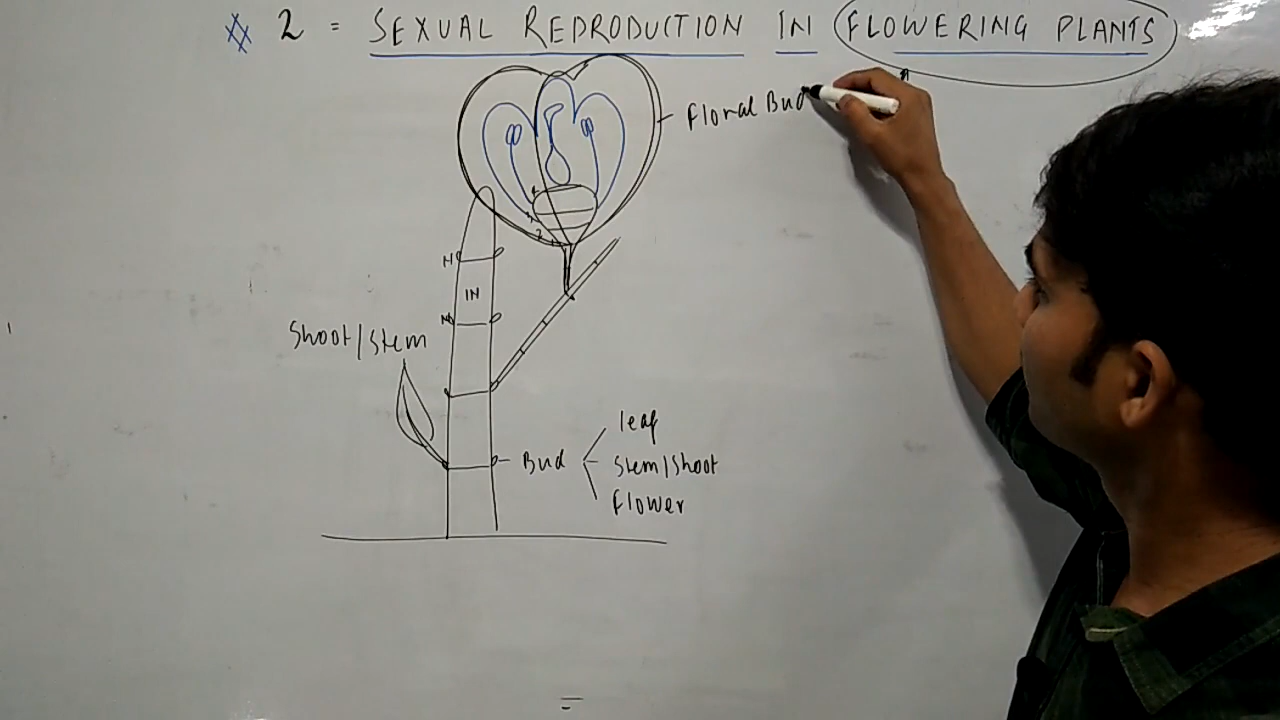 2 = SEXUAL REPRODUCTION IN FLOWERING PLANTS
Floral Bud
N
IN
N
Shoot/Stem
leaf
Bud
Stem/Shoot
Flower